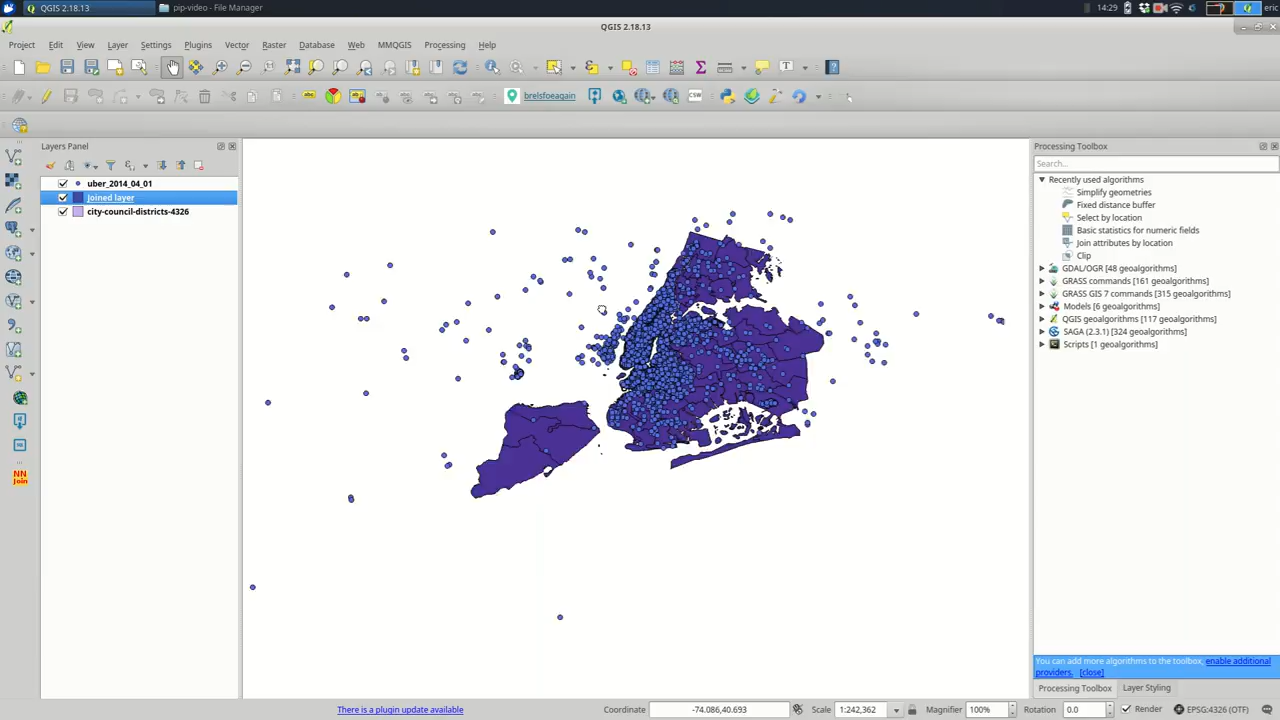 QGIS 2.18.13
pip-video - File Manager
14:29
eric
QGIS 2.18.13
Project Edit View Layer Settings Plugins Vector Raster Database Web MMQGIS Processing Help
brelsfoeagain
CSW
Layers Panel
uber_2014_04_01
Joined layer
city-council-districts-4326
NN
Join
Processing Toolbox
Search...
Recently used algorithms
Simplify geometries
Fixed distance buffer
Select by location
Basic statistics for numeric fields
Join attributes by location
Clip
GDAL/OGR [48 geoalgorithms]
GRASS commands [161 geoalgorithms]
GRASS GIS 7 commands [315 geoalgorithms]
Models [6 geoalgorithms]
QGIS geoalgorithms [117 geoalgorithms]
SAGA (2.3.1) [324 geoalgorithms]
Scripts [1 geoalgorithms]
You can add more algorithms to the toolbox, enable additional
providers. [close]
Processing Toolbox Layer Styling
There is a plugin update available
Coordinate -74.086,40.693 Scale 1:242,362 Magnifier 100% Rotation 0.0 Render EPSG:4326 (OTF)